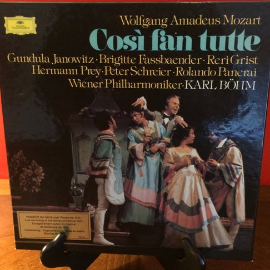 Wolfgang Amadeus Mozart
Così fan tutte
Gundula Janowitz · Brigitte Fassbaender · Reri Grist
Hermann Prey · Peter Schreier · Rolando Panerai
Wiener Philharmoniker · KARL BÖHM